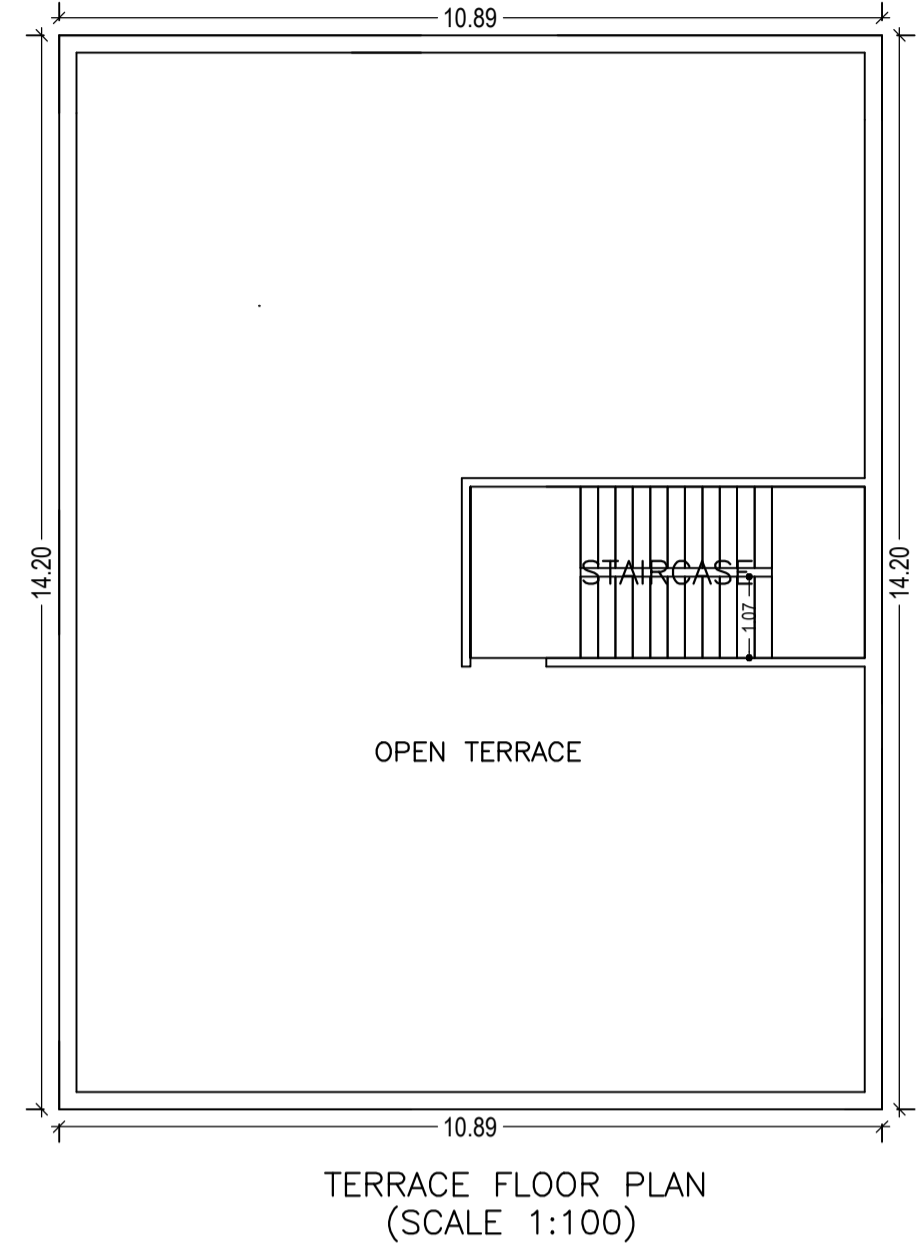 10.89
14.20
14.20
STAIRCASE
1.07
OPEN TERRACE
10.89
TERRACE FLOOR PLAN
(SCALE 1:100)